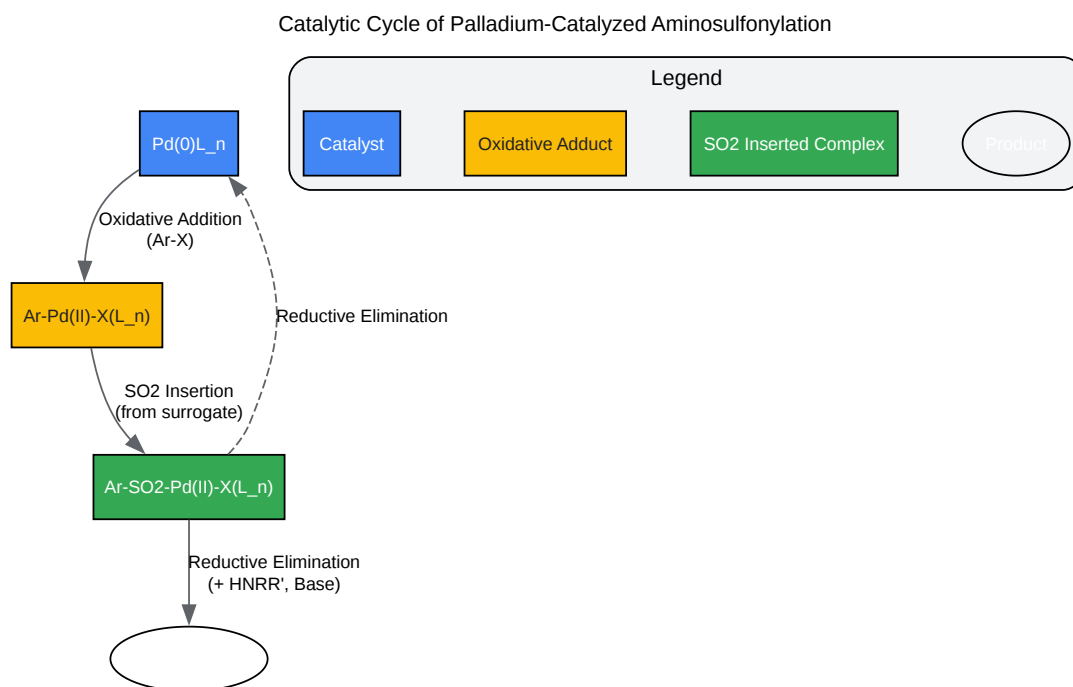 Catalytic Cycle of Palladium-Catalyzed Aminosulfonylation
Legend
Pd(0)L_n
Catalyst
Oxidative Adduct
SO2 Inserted Complex
Product
Oxidative Addition
(Ar-X)
Ar-Pd(II)-X(L_n)
Reductive Elimination
SO2 Insertion
(from surrogate)
Ar-SO2-Pd(II)-X(L_n)
Reductive Elimination
(+ HNRR', Base)